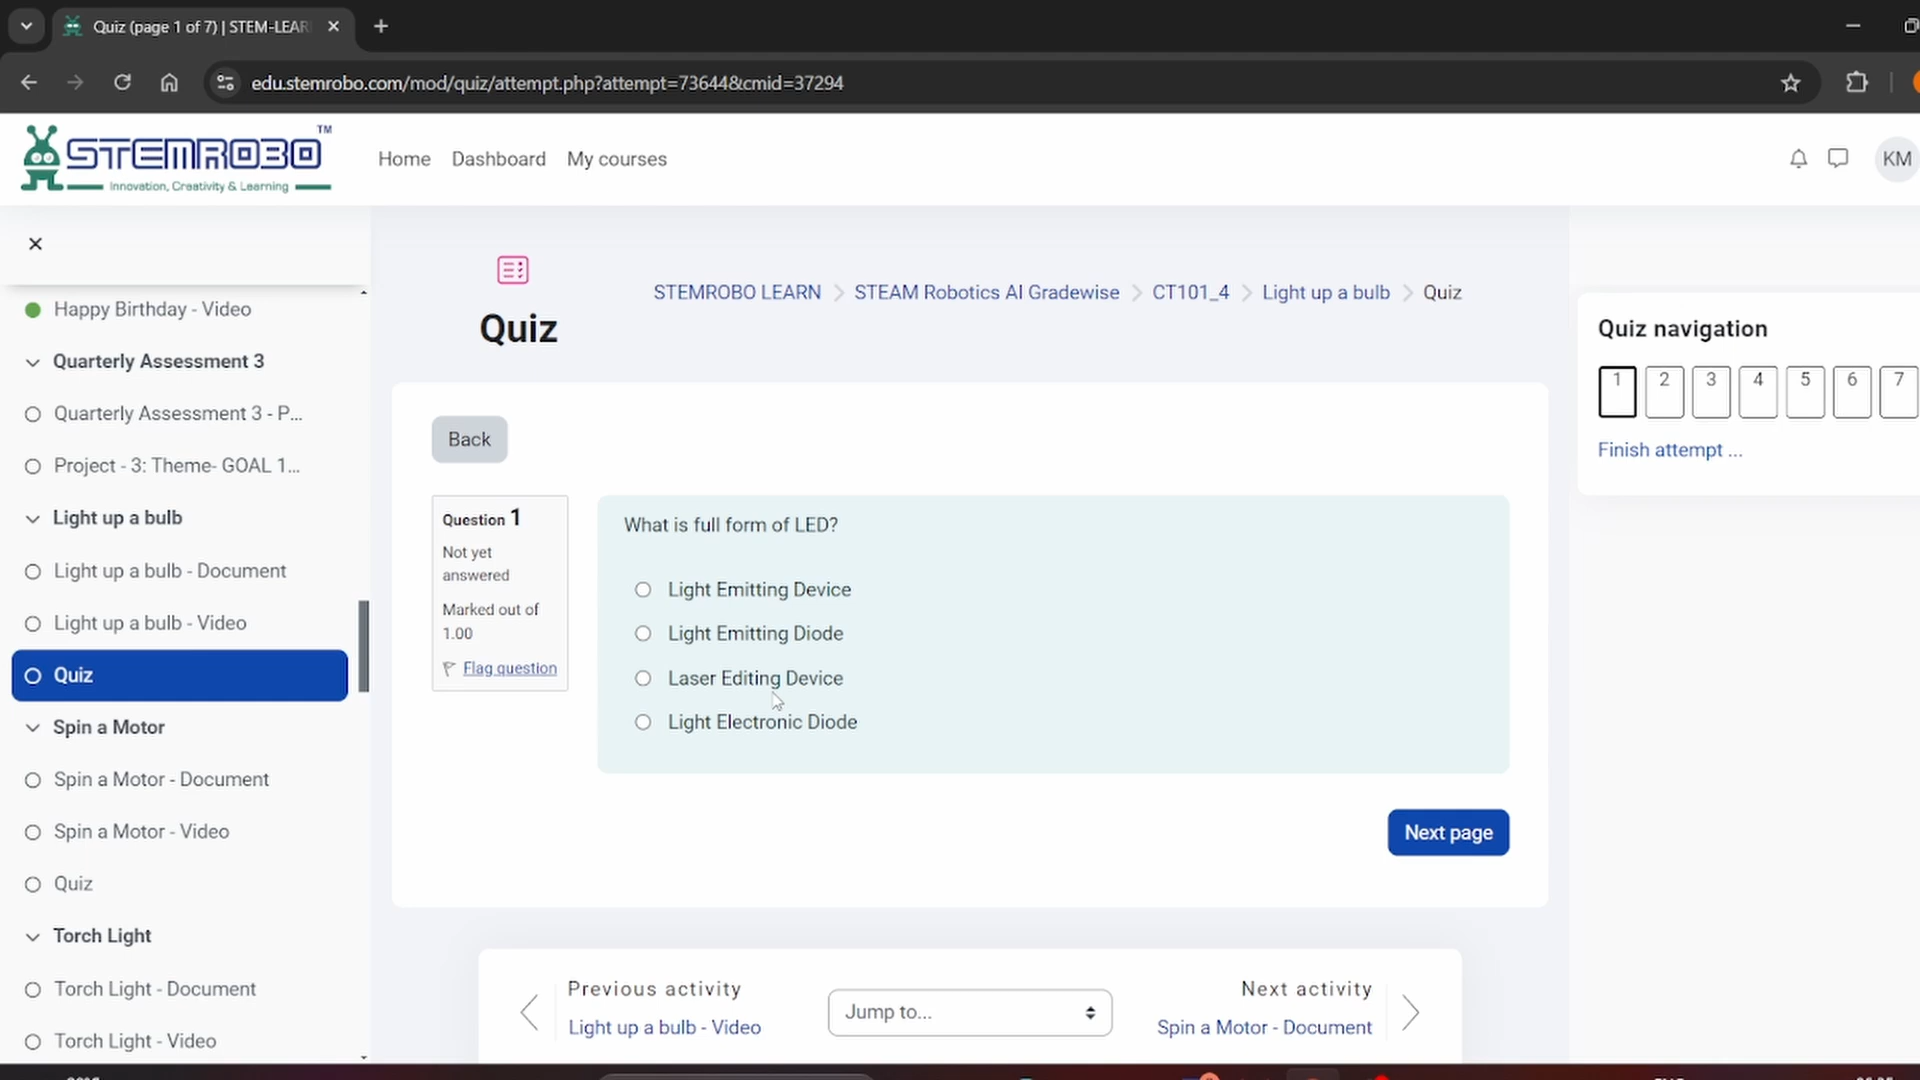 Quiz (page 1 of 7) | STEM-LEAR
edu.stemrobo.com/mod/quiz/attempt.php?attempt=73644&cmid=37294
STEMROBO TM
Innovation, Creativity & Learning
Home Dashboard My courses
KM
Happy Birthday - Video
Quarterly Assessment 3
Quarterly Assessment 3 - P...
Project - 3: Theme- GOAL 1...
Light up a bulb
Light up a bulb - Document
Light up a bulb - Video
Quiz
Spin a Motor
Spin a Motor - Document
Spin a Motor - Video
Quiz
Torch Light
Torch Light - Document
Torch Light - Video
STEMROBO LEARN STEAM Robotics AI Gradewise CT101_4 Light up a bulb Quiz
Quiz
Back
Question 1
Not yet
answered
Marked out of
1.00
Flag question
What is full form of LED?
Light Emitting Device
Light Emitting Diode
Laser Editing Device
Light Electronic Diode
Next page
Previous activity
Light up a bulb - Video
Jump to...
Next activity
Spin a Motor - Document
Quiz navigation
1 2 3 4 5 6 7
Finish attempt ...